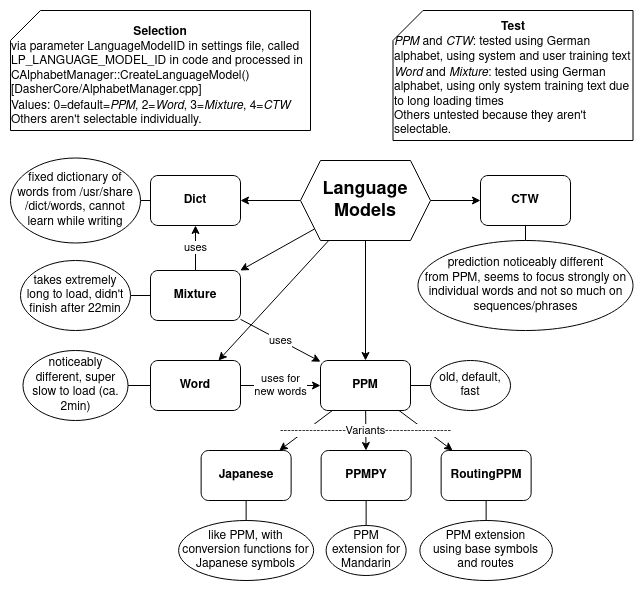 Selection
via parameter LanguageModelID in settings file, called
LP_LANGUAGE_MODEL_ID in code and processed in
CAlphabetManager::CreateLanguageModel()
[DasherCore/AlphabetManager.cpp]
Values: 0=default=PPM, 2=Word, 3=Mixture, 4=CTW
Others aren't selectable individually.
Test
PPM and CTW: tested using German
alphabet, using system and user training text
Word and Mixture: tested using German
alphabet, using only system training text due
to long loading times
Others untested because they aren't
selectable.
fixed dictionary of
words from /usr/share
/dict/words, cannot
learn while writing
Dict
Language
Models
CTW
uses
prediction noticeably different
from PPM, seems to focus strongly on
individual words and not so much on
sequences/phrases
takes extremely
long to load, didn't
finish after 22min
Mixture
uses
noticeably
different, super
slow to load (ca.
2min)
Word
uses for
new words
PPM
old, default,
fast
Variants
Japanese
PPMPY
RoutingPPM
like PPM, with
conversion functions for
Japanese symbols
PPM
extension for
Mandarin
PPM extension
using base symbols
and routes